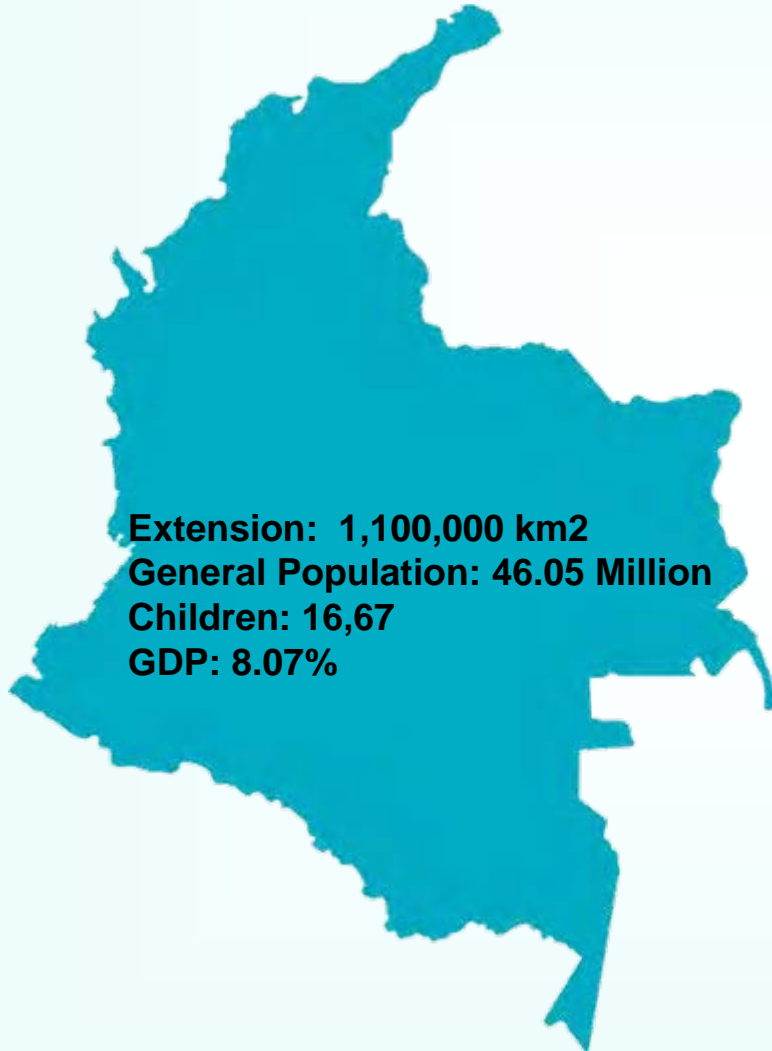 Extension:  1,100,000 km2
General Population: 46.05 Million
Children: 16,67
GDP: 8.07%